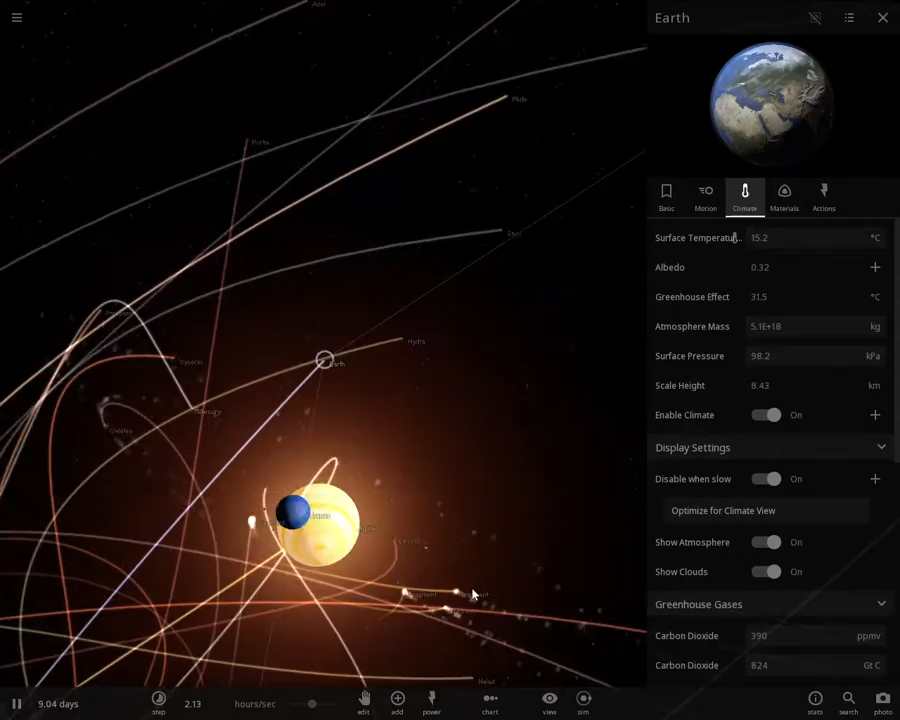 Earth
Pluto
Styx
Hydra
Earth
Mercury
Haloid
9.04 days
step
2.13
hours/sec
edit
add
power
chart
view
sim
stats
search
photo
Earth
Basic
Motion
Climate
Materials
Actions
Surface Temperatu...
15.2 °C
Albedo
0.32
Greenhouse Effect
31.5 °C
Atmosphere Mass
5.1E+18 kg
Surface Pressure
98.2 kPa
Scale Height
8.43 km
Enable Climate
On
Display Settings
Disable when slow
On
Optimize for Climate View
Show Atmosphere
On
Show Clouds
On
Greenhouse Gases
Carbon Dioxide
390 ppmv
Carbon Dioxide
824 Gt C